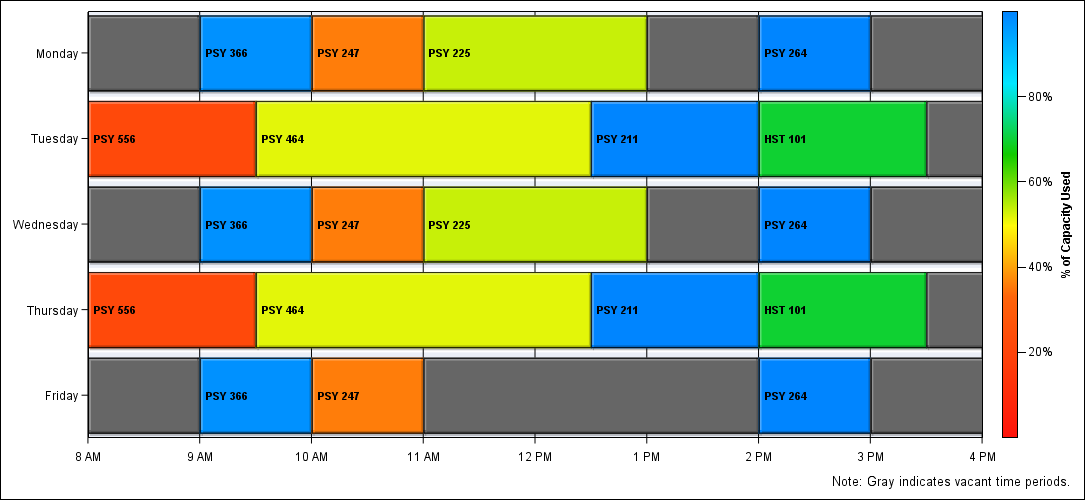 Monday PSY 366 PSY 247 PSY 225 PSY 264
Tuesday PSY 556 PSY 464 PSY 211 HST 101
Wednesday PSY 366 PSY 247 PSY 225 PSY 264
Thursday PSY 556 PSY 464 PSY 211 HST 101
Friday PSY 366 PSY 247 PSY 264
8 AM 9 AM 10 AM 11 AM 12 PM 1 PM 2 PM 3 PM 4 PM
80%
60%
40%
20%
% of Capacity Used
Note: Gray indicates vacant time periods.